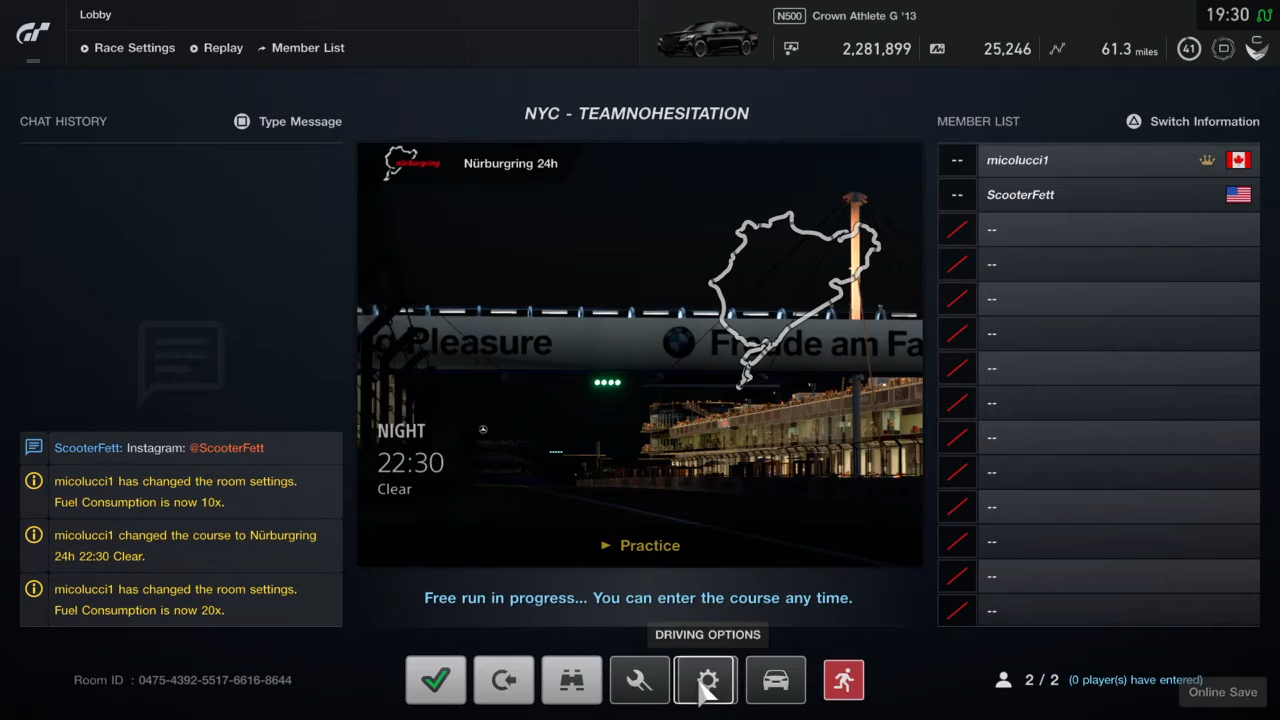 Lobby
Race Settings
Replay
Member List
N500
Crown Athlete G '13
2,281,899
25,246
61.3 miles
41
19:30
CHAT HISTORY
Type Message
NYC - TEAMNOHESITATION
MEMBER LIST
Switch Information
nürburgring
Nürburgring 24h
-- micolucci1
-- ScooterFett
--
--
--
--
--
--
--
--
--
--
--
--
d Pleasure
Freude am Fa
NIGHT
22:30
Clear
Practice
ScooterFett: Instagram: @ScooterFett
micolucci1 has changed the room settings.
Fuel Consumption is now 10x.
micolucci1 changed the course to Nürburgring
24h 22:30 Clear.
micolucci1 has changed the room settings.
Fuel Consumption is now 20x.
Free run in progress... You can enter the course any time.
DRIVING OPTIONS
Room ID : 0475-4392-5517-6616-8644
2 / 2 (0 player(s) have entered)
Online Save